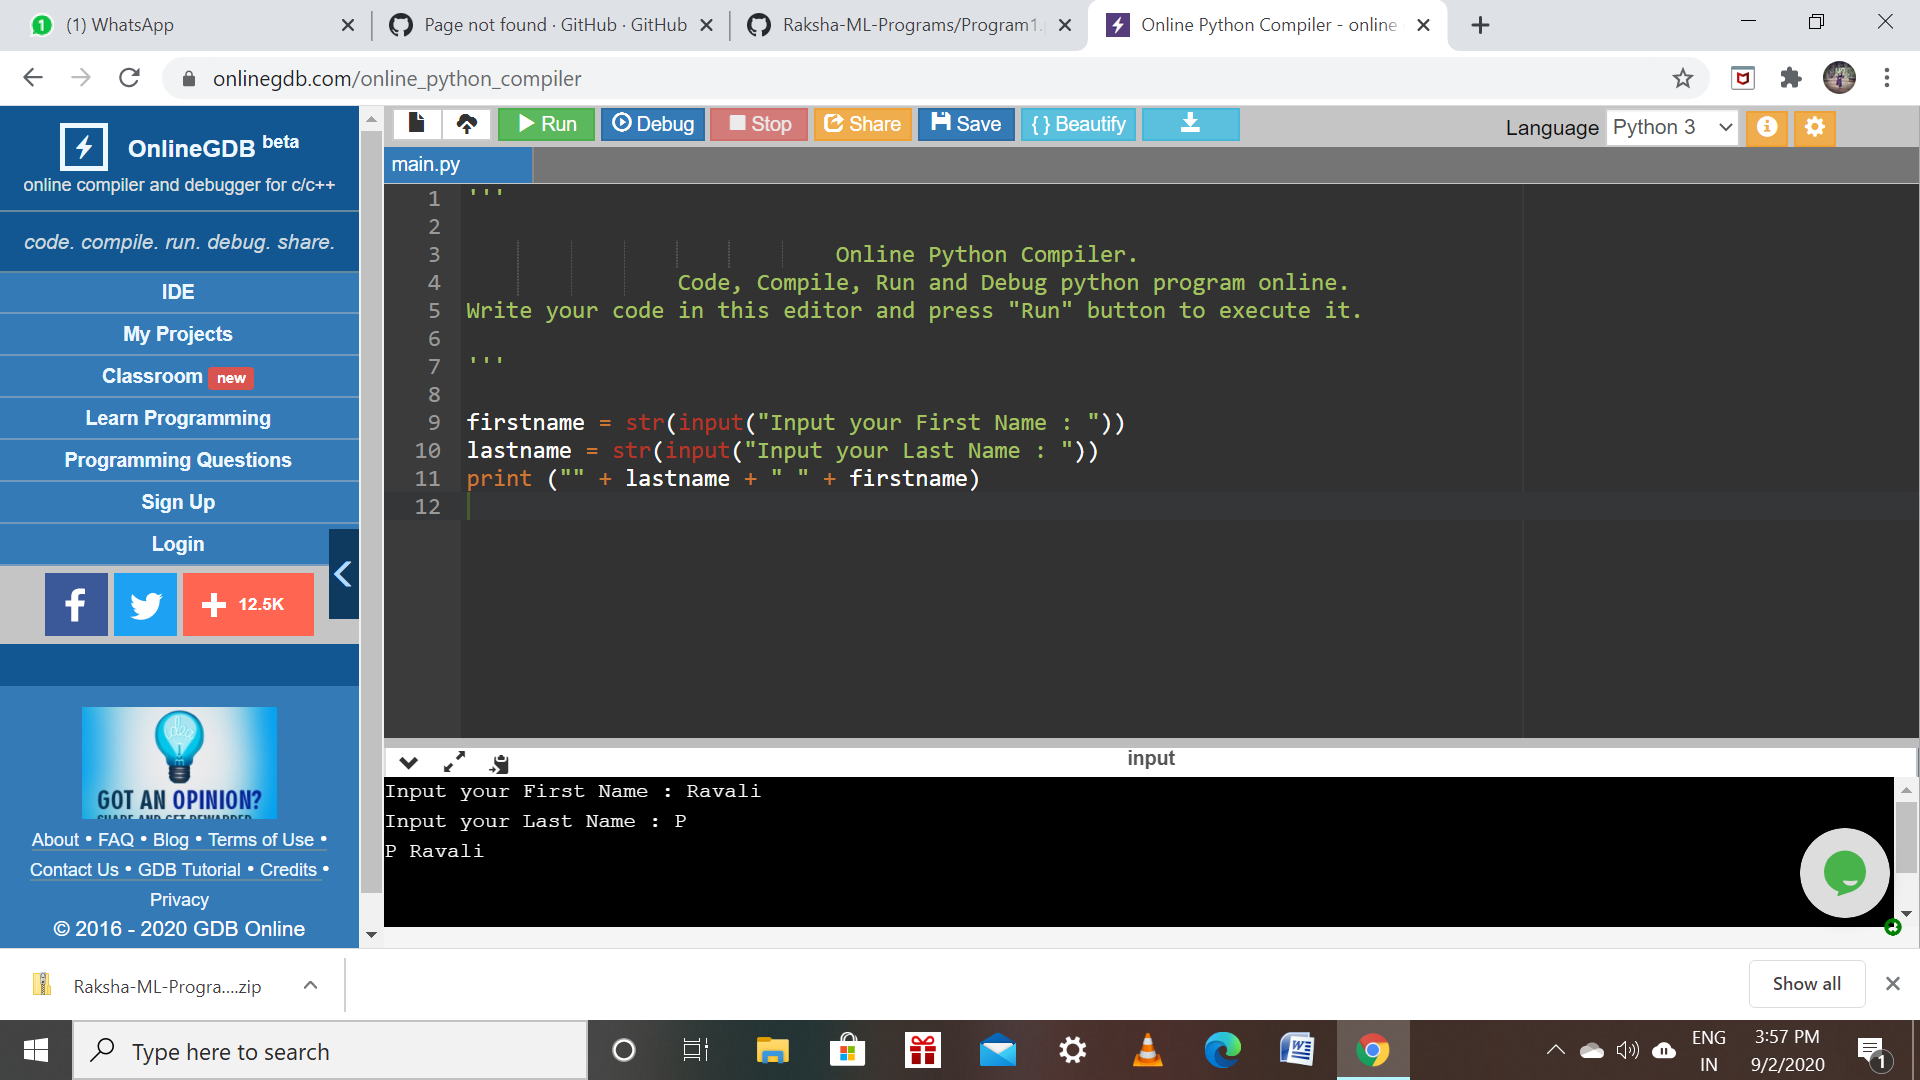 (1) WhatsApp
Page not found · GitHub · GitHub
Raksha-ML-Programs/Program1.
Online Python Compiler - online
onlinegdb.com/online_python_compiler
OnlineGDB beta
online compiler and debugger for c/c++
code. compile. run. debug. share.
IDE
My Projects
Classroom new
Learn Programming
Programming Questions
Sign Up
Login
f
12.5K
idea
GOT AN OPINION?
SHARE AND GET REWARDED
About • FAQ • Blog • Terms of Use •
Contact Us • GDB Tutorial • Credits •
Privacy
© 2016 - 2020 GDB Online
Run Debug Stop Share Save { } Beautify
Language Python 3
main.py
1 '''
2
3 Online Python Compiler.
4 Code, Compile, Run and Debug python program online.
5 Write your code in this editor and press "Run" button to execute it.
6
7 '''
8
9 firstname = str(input("Input your First Name : "))
10 lastname = str(input("Input your Last Name : "))
11 print ("" + lastname + " " + firstname)
12
input
Input your First Name : Ravali
Input your Last Name : P
P Ravali
Raksha-ML-Progra....zip
Show all
Type here to search
ENG
IN
3:57 PM
9/2/2020
1